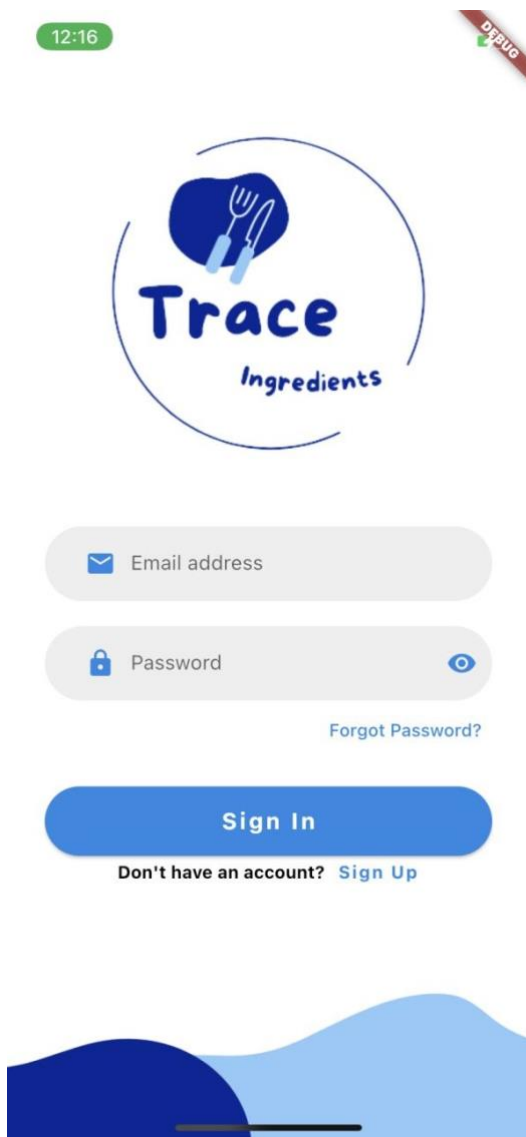 12:16
DEBUG
Trace
Ingredients
Email address
Password
Forgot Password?
Sign In
Don't have an account? Sign Up